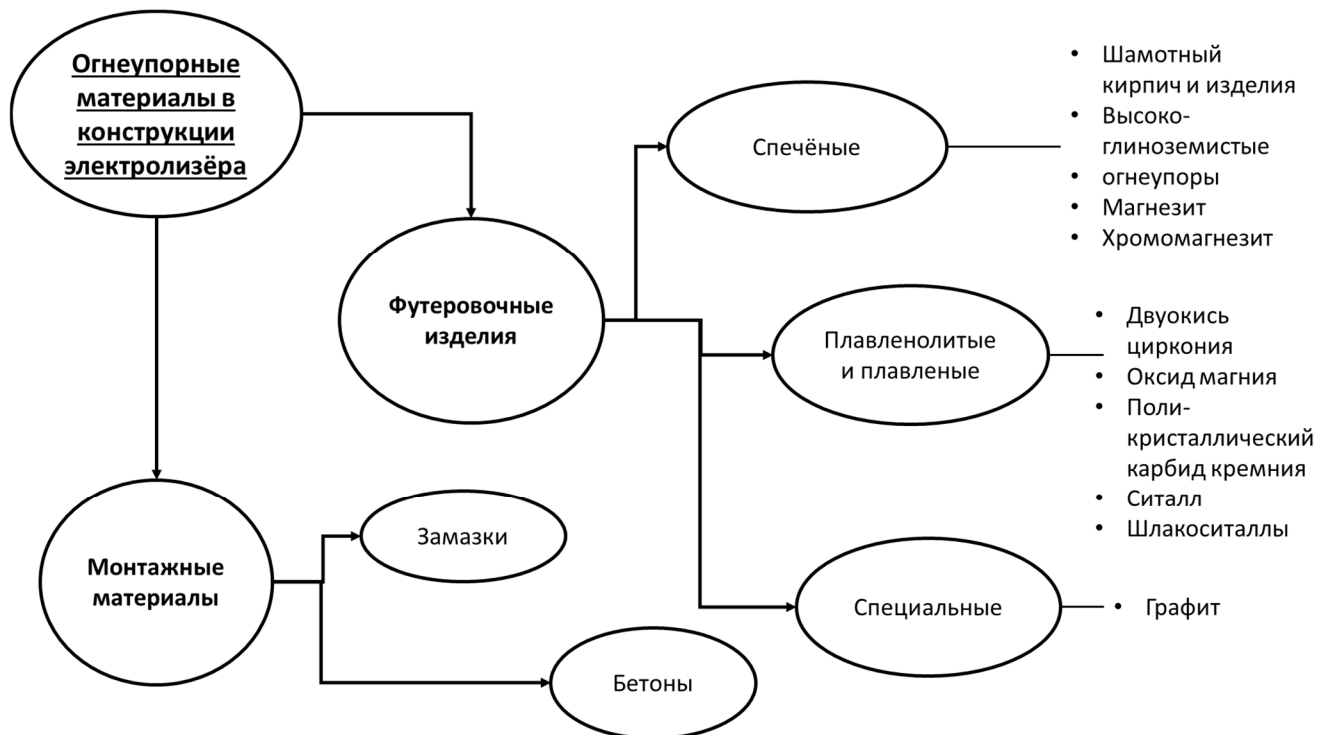 Огнеупорные
материалы в
конструкции
электролизёра
Спечёные
• Шамотный
кирпич и изделия
• Высоко-
глиноземистые
• огнеупоры
• Магнезит
• Хромомагнезит
Футеровочные
изделия
Плавленолитые
и плавленые
• Двуокись
циркония
• Оксид магния
• Поли-
кристаллический
карбид кремния
• Ситалл
• Шлакоситаллы
Монтажные
материалы
Замазки
Бетоны
Специальные
• Графит